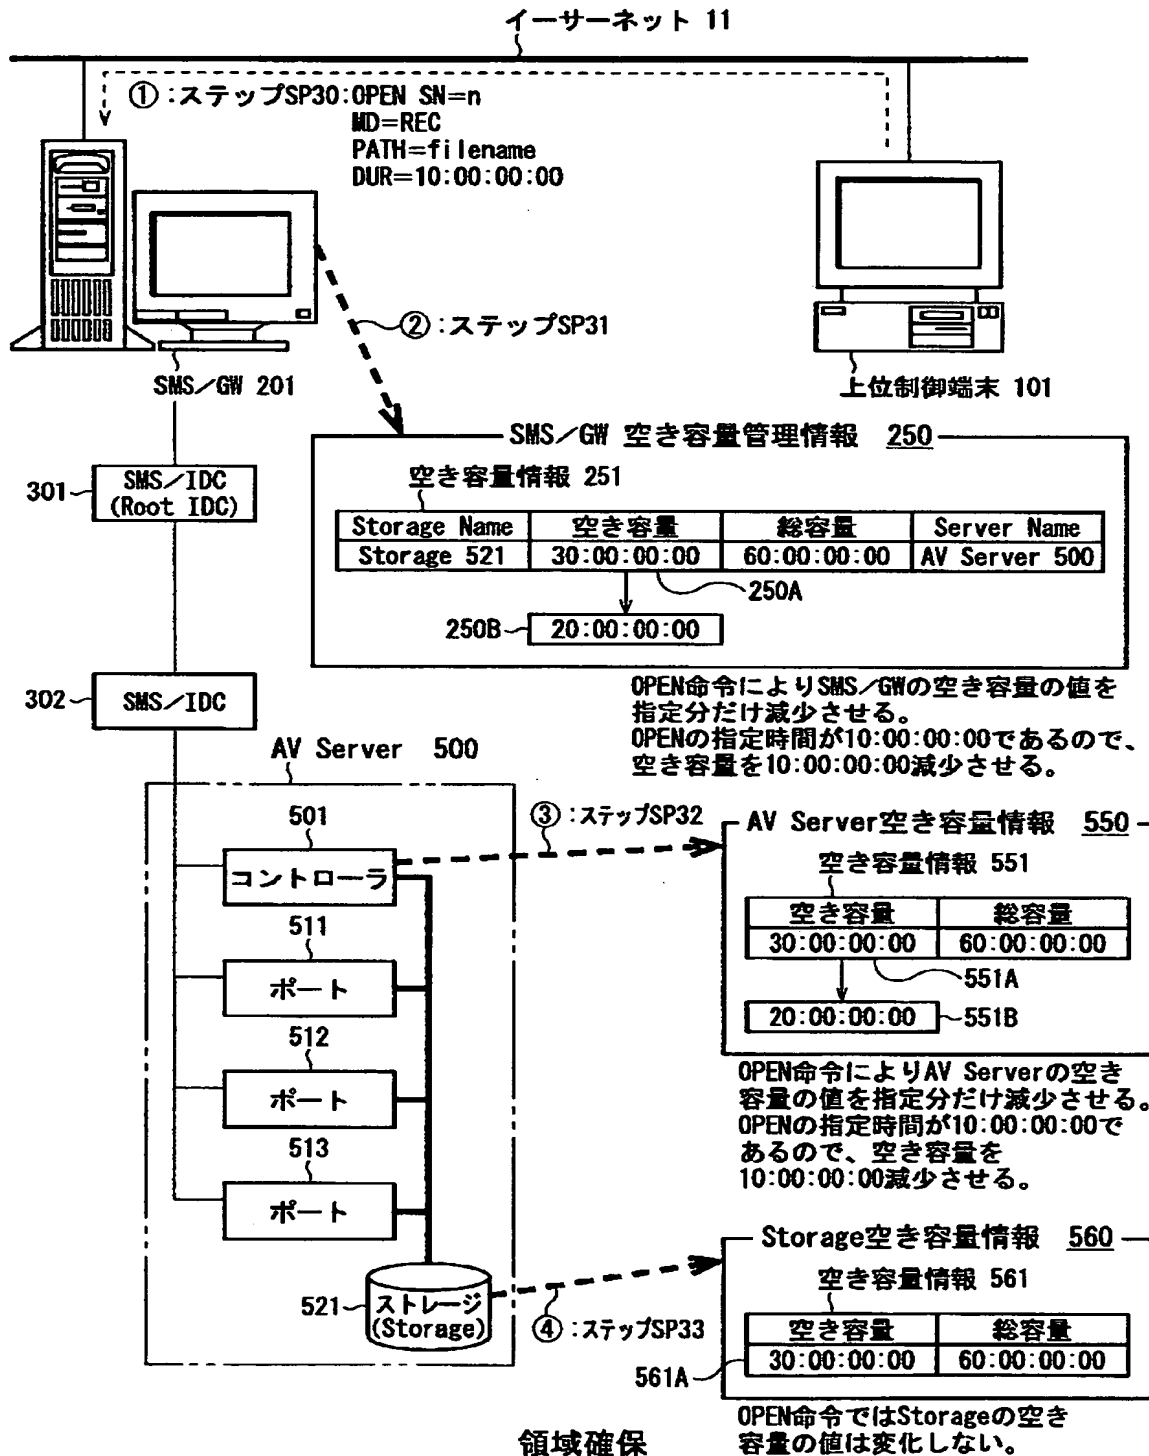 イーサーネット 11
①:ステップSP30:OPEN SN=n
MD=REC
PATH=filename
DUR=10:00:00:00
②:ステップSP31
SMS/GW 201
上位制御端末 101
SMS/GW 空き容量管理情報 250
空き容量情報 251
Storage Name 空き容量 総容量 Server Name
Storage 521 30:00:00:00 60:00:00:00 AV Server 500
250A
250B 20:00:00:00
301 SMS/IDC
(Root IDC)
302 SMS/IDC
OPEN命令によりSMS/GWの空き容量の値を
指定分だけ減少させる。
OPENの指定時間が10:00:00:00であるので、
空き容量を10:00:00:00減少させる。
AV Server 500
501
コントローラ
511
ポート
512
ポート
513
ポート
521 ストレージ
(Storage)
③:ステップSP32
AV Server空き容量情報 550
空き容量情報 551
空き容量 総容量
30:00:00:00 60:00:00:00
551A
20:00:00:00 551B
OPEN命令によりAV Serverの空き
容量の値を指定分だけ減少させる。
OPENの指定時間が10:00:00:00で
あるので、空き容量を
10:00:00:00減少させる。
④:ステップSP33
Storage空き容量情報 560
空き容量情報 561
空き容量 総容量
561A 30:00:00:00 60:00:00:00
OPEN命令ではStorageの空き
容量の値は変化しない。
領域確保